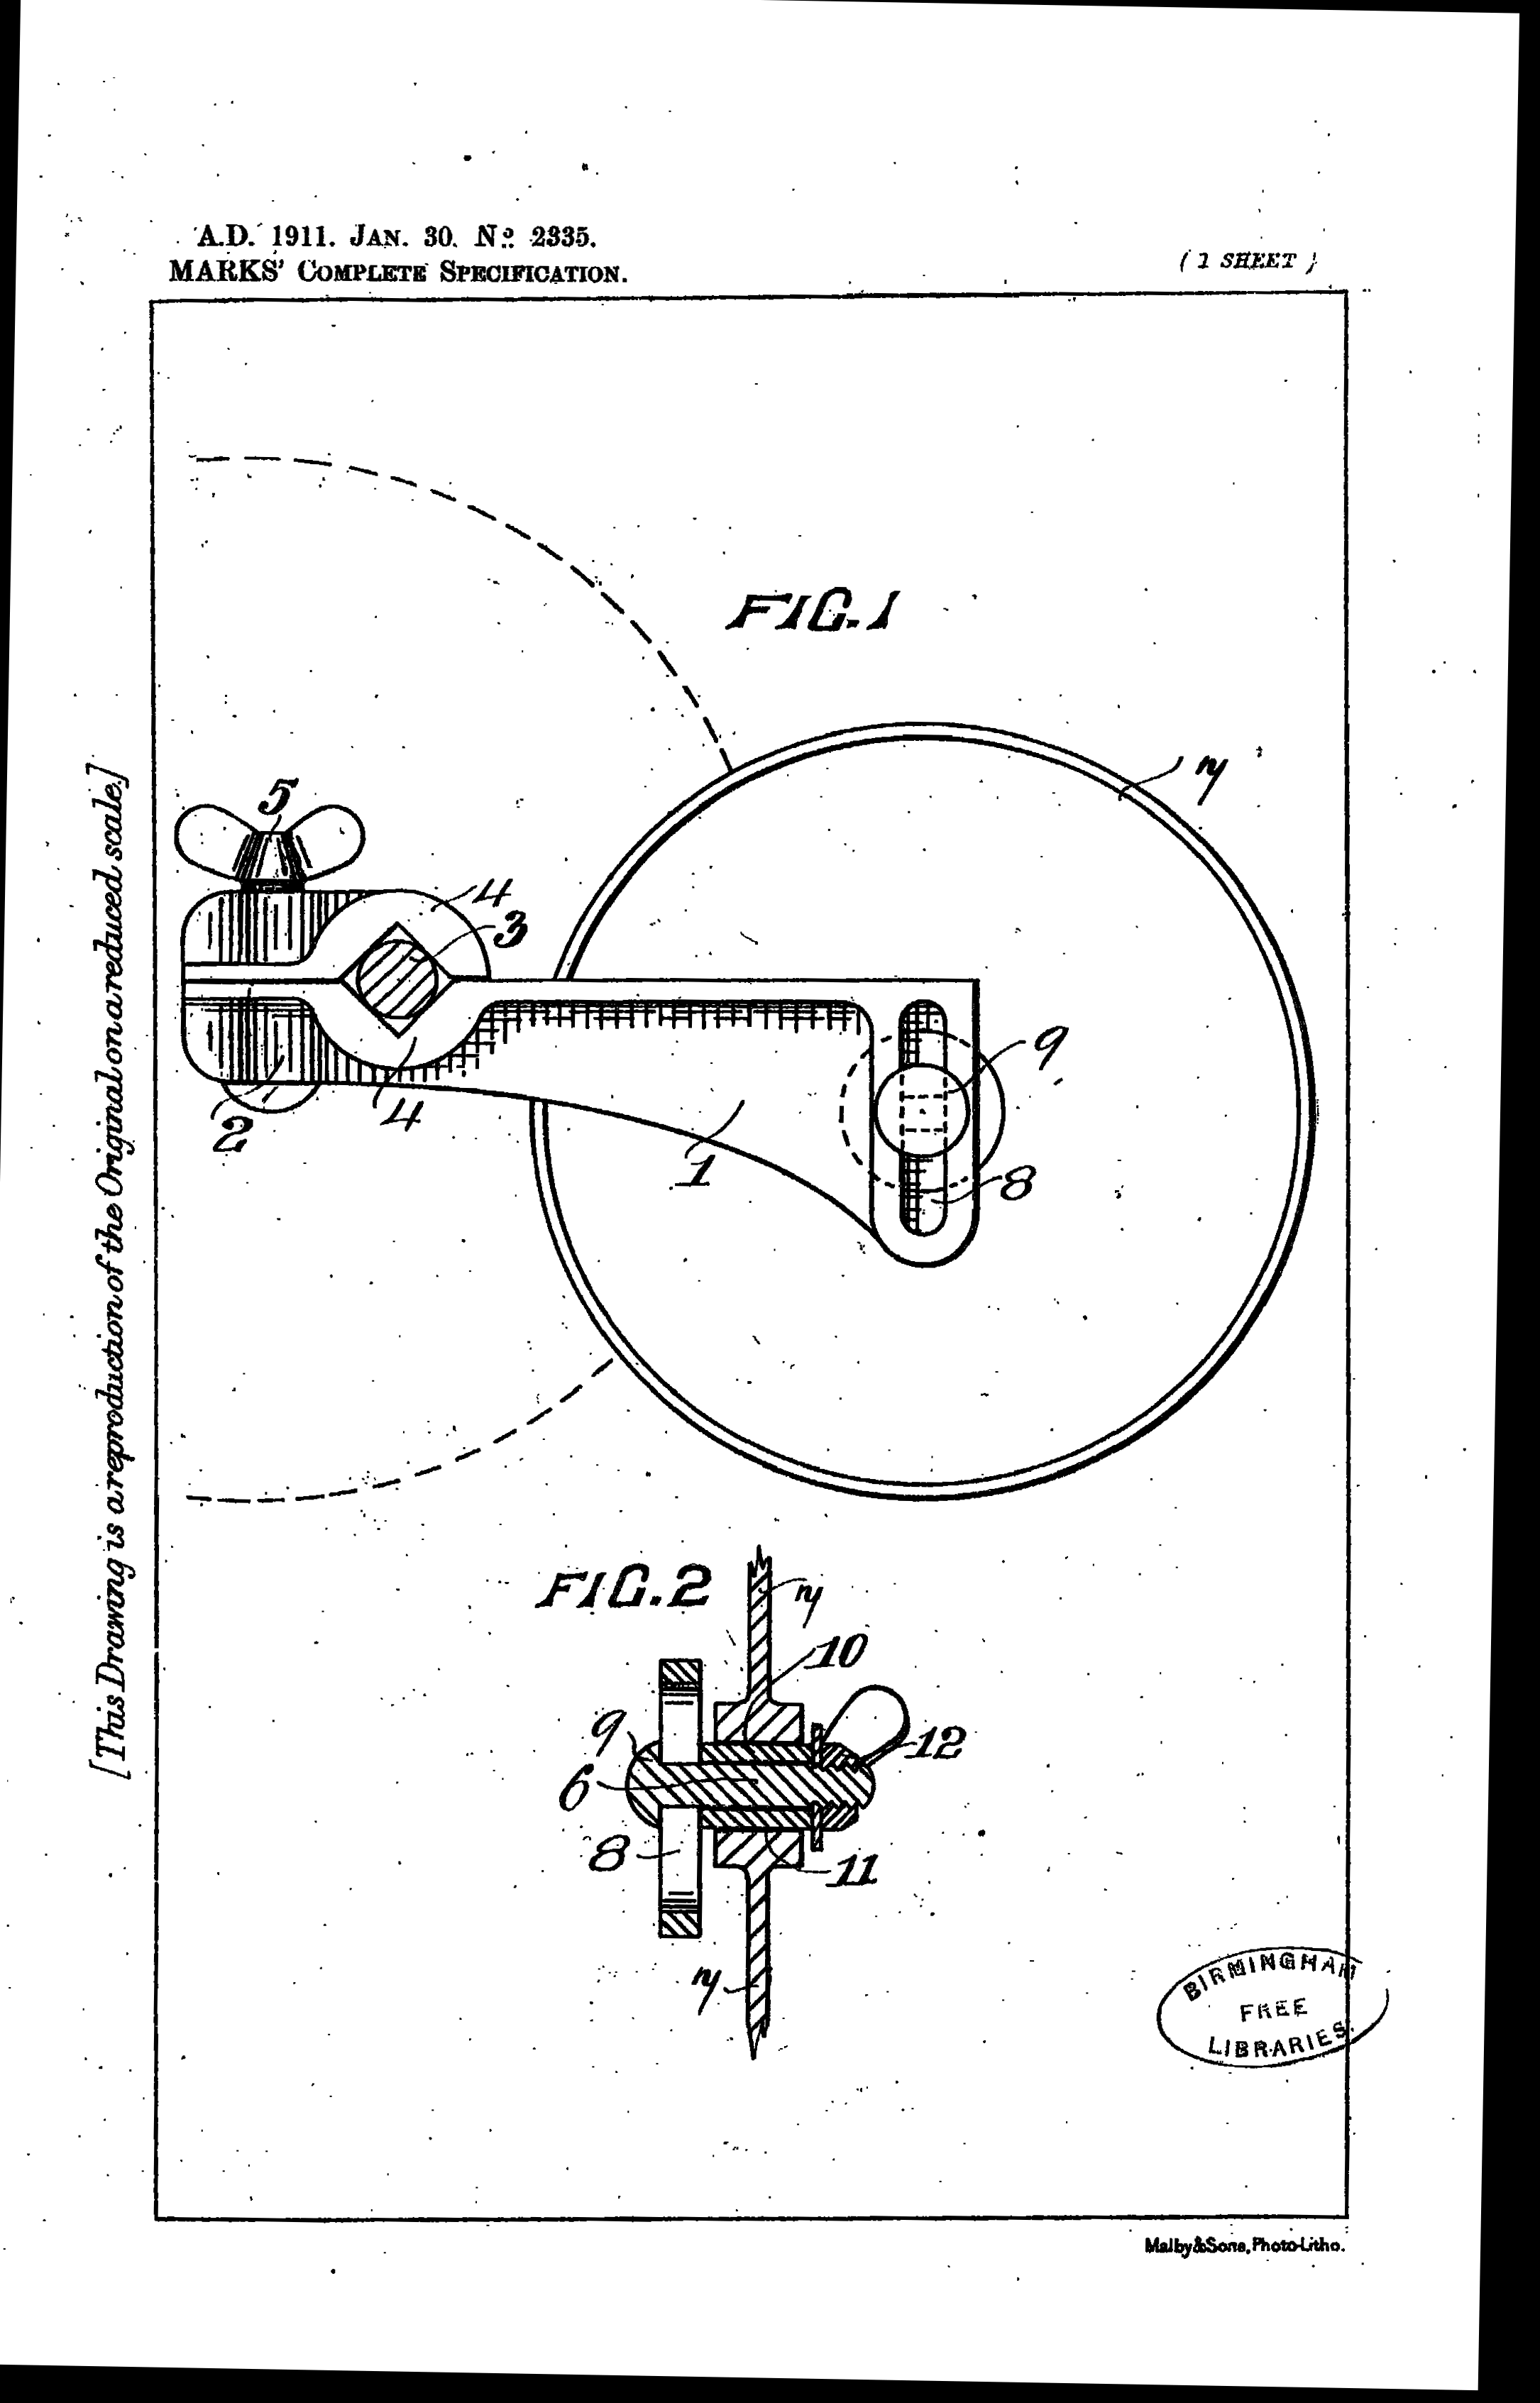 A.D. 1911. JAN. 30. No. 2335.
MARKS' COMPLETE SPECIFICATION.
(1 SHEET)
[This Drawing is a reproduction of the Original on a reduced scale.]
FIG.1
7
5
4
3
9
2
4
1
8
FIG.2
7
10
9
12
6
8
11
7
BIRMINGHAM
FREE
LIBRARIES.
Malby&Sons, Photo-Litho.